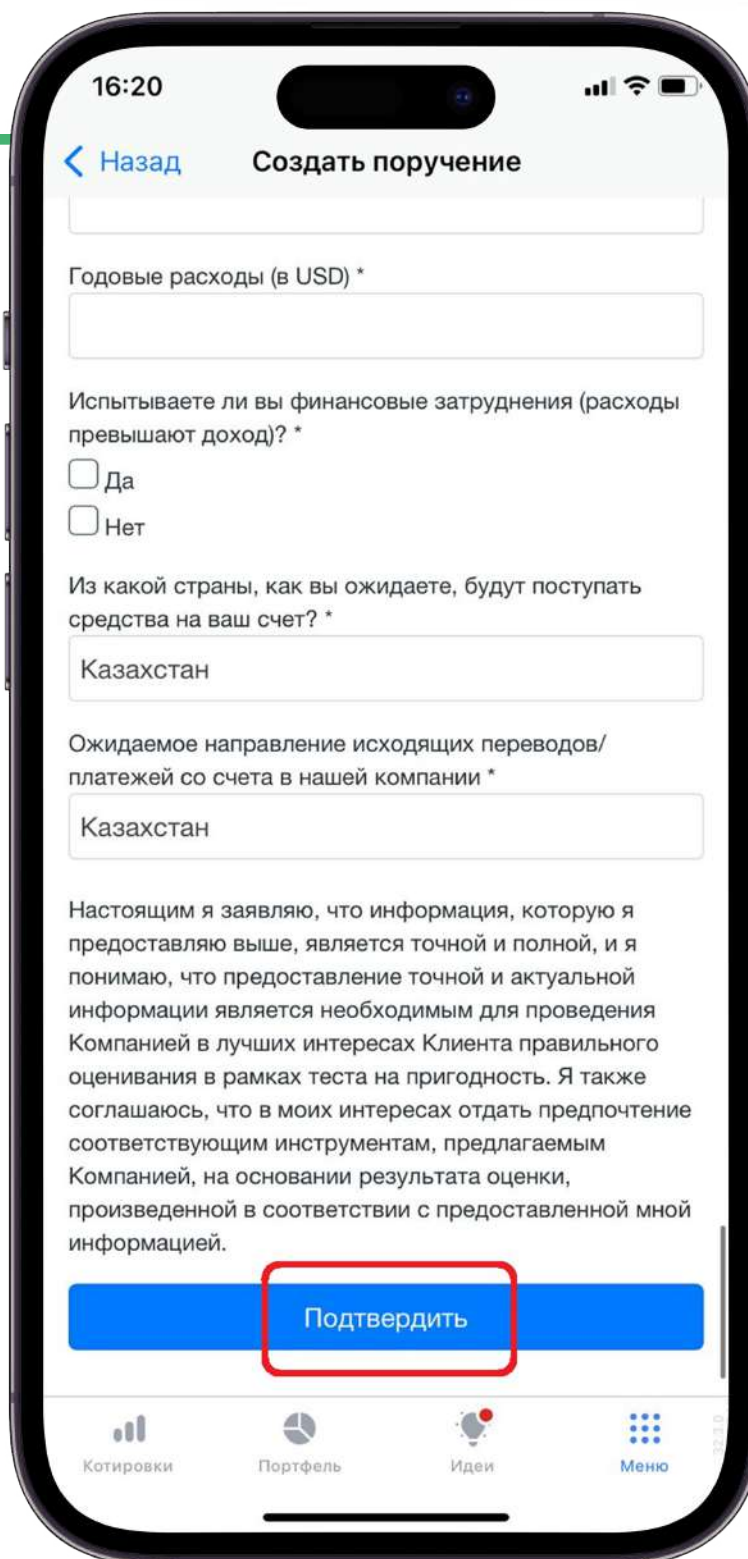 16:20
Назад
Создать поручение
Годовые расходы (в USD) *
Испытываете ли вы финансовые затруднения (расходы
превышают доход)? *
Да
Нет
Из какой страны, как вы ожидаете, будут поступать
средства на ваш счет? *
Казахстан
Ожидаемое направление исходящих переводов/
платежей со счета в нашей компании *
Казахстан
Настоящим я заявляю, что информация, которую я
предоставляю выше, является точной и полной, и я
понимаю, что предоставление точной и актуальной
информации является необходимым для проведения
Компанией в лучших интересах Клиента правильного
оценивания в рамках теста на пригодность. Я также
соглашаюсь, что в моих интересах отдать предпочтение
соответствующим инструментам, предлагаемым
Компанией, на основании результата оценки,
произведенной в соответствии с предоставленной мной
информацией.
Подтвердить
Котировки
Портфель
Идеи
Меню
32.3.0